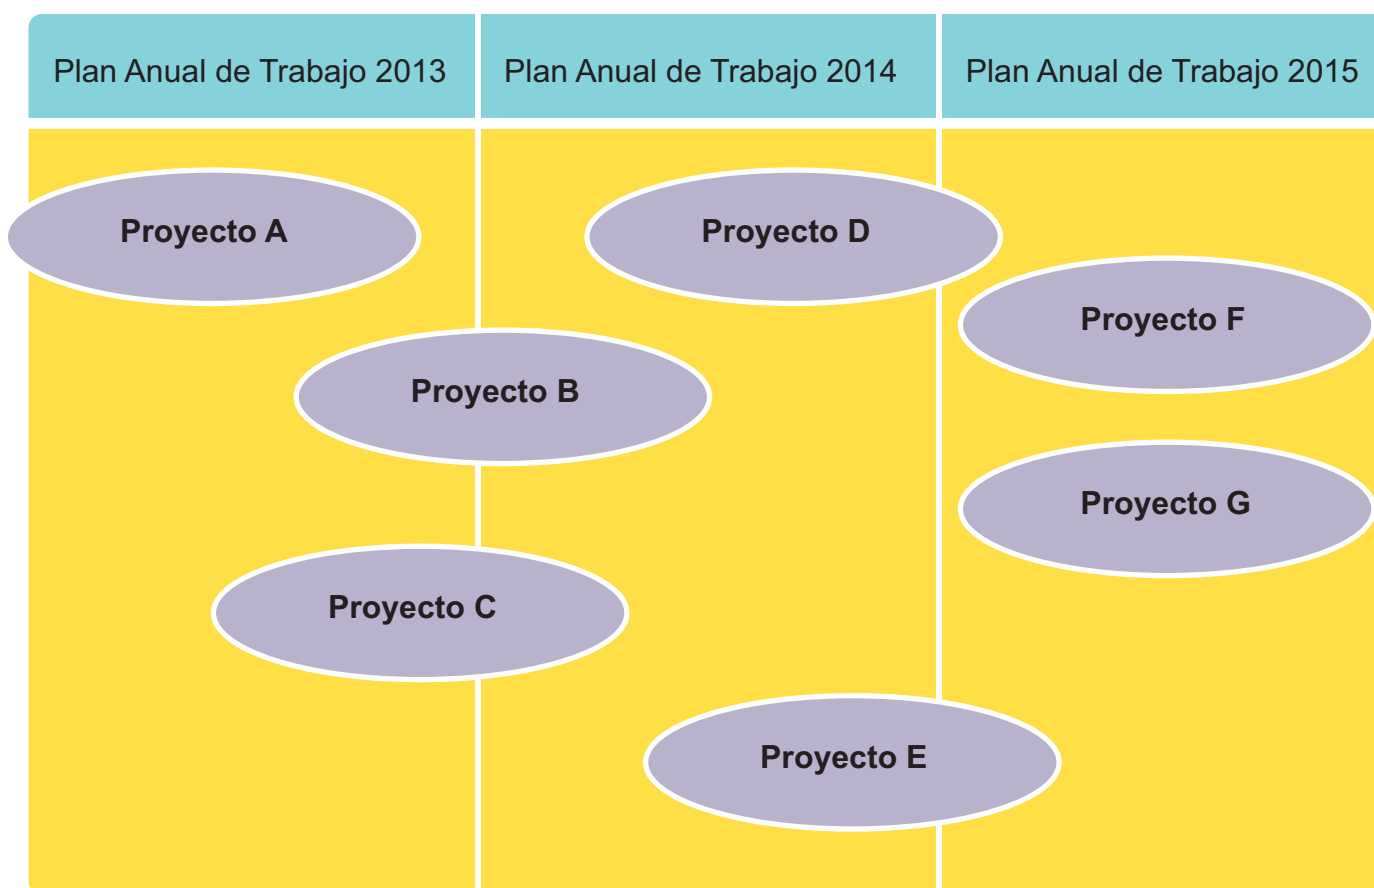 Plan Anual de Trabajo 2013
Plan Anual de Trabajo 2014
Plan Anual de Trabajo 2015
Proyecto A
Proyecto D
Proyecto F
Proyecto B
Proyecto G
Proyecto C
Proyecto E